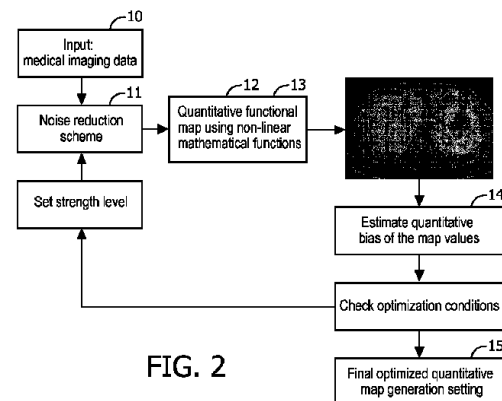 10
Input:
medical imaging data
11
Noise reduction
scheme
12
13
Quantitative functional
map using non-linear
mathematical functions
Set strength level
14
Estimate quantitative
bias of the map values
Check optimization conditions
15
Final optimized quantitative
map generation setting
FIG. 2